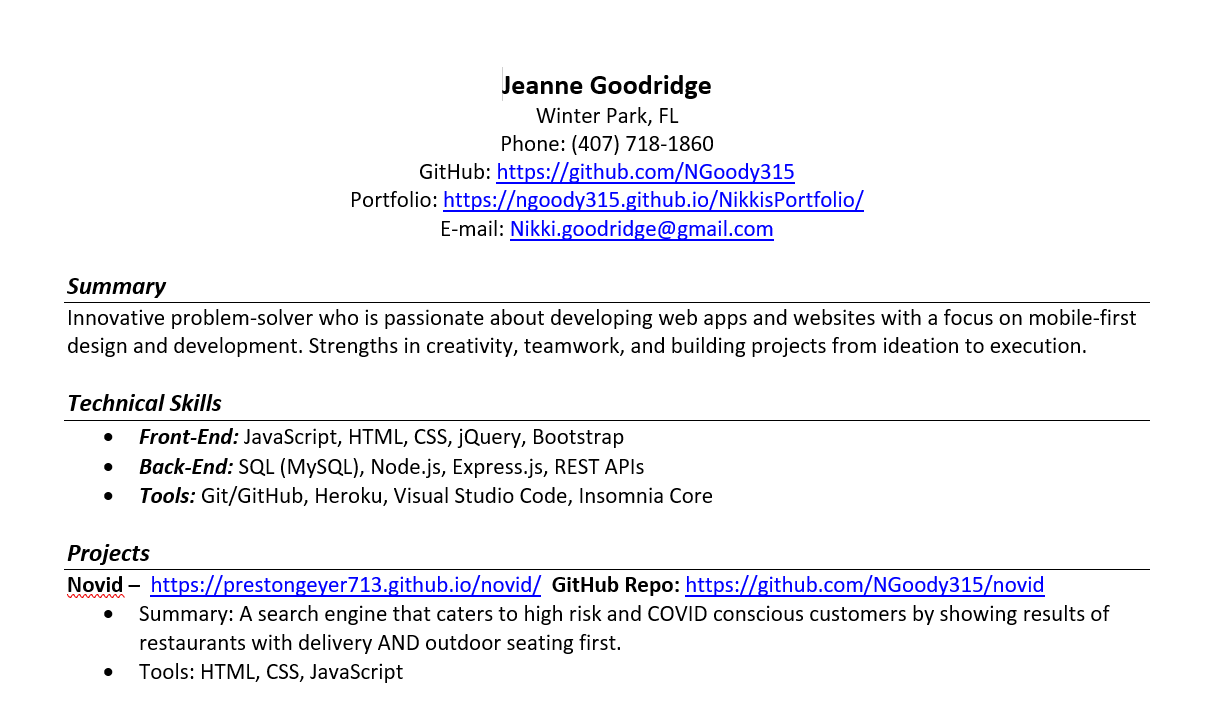 Jeanne Goodridge
Winter Park, FL
Phone: (407) 718-1860
GitHub: https://github.com/NGoody315
Portfolio: https://ngoody315.github.io/NikkisPortfolio/
E-mail: Nikki.goodridge@gmail.com
Summary
Innovative problem-solver who is passionate about developing web apps and websites with a focus on mobile-first
design and development. Strengths in creativity, teamwork, and building projects from ideation to execution.
Technical Skills
• Front-End: JavaScript, HTML, CSS, jQuery, Bootstrap
• Back-End: SQL (MySQL), Node.js, Express.js, REST APIs
• Tools: Git/GitHub, Heroku, Visual Studio Code, Insomnia Core
Projects
Novid – https://prestongeyer713.github.io/novid/ GitHub Repo: https://github.com/NGoody315/novid
• Summary: A search engine that caters to high risk and COVID conscious customers by showing results of
restaurants with delivery AND outdoor seating first.
• Tools: HTML, CSS, JavaScript